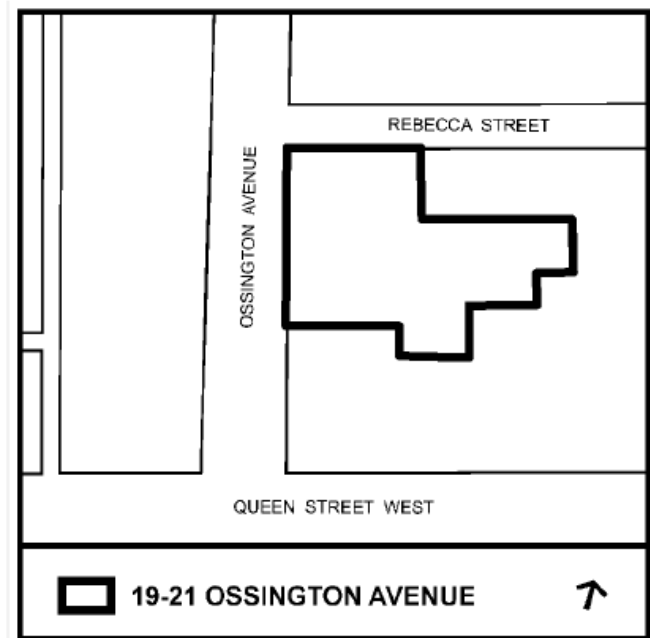 REBECCA STREET
OSSINGTON AVENUE
QUEEN STREET WEST
19-21 OSSINGTON AVENUE